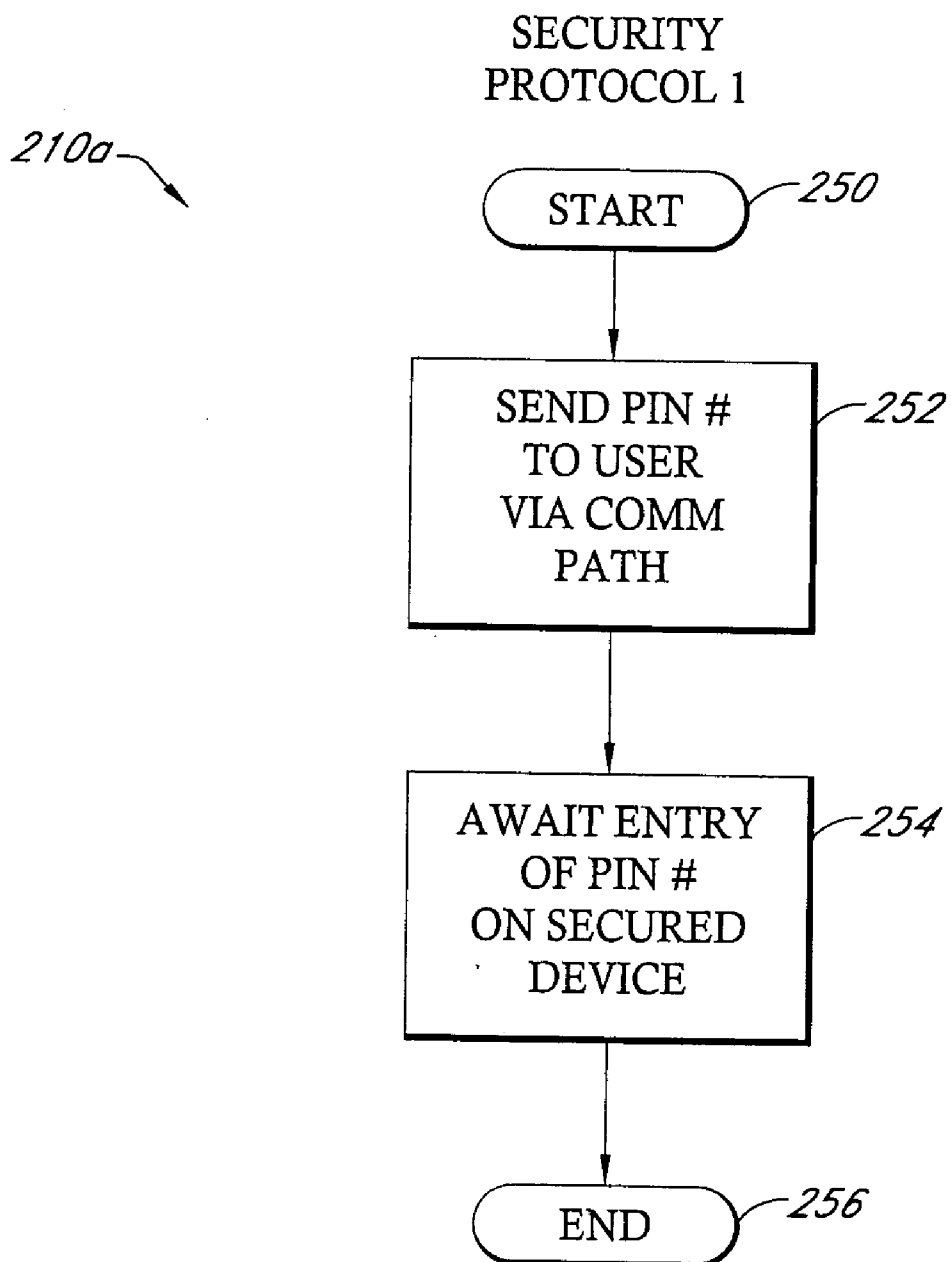 SECURITY
PROTOCOL 1
210a
START
250
SEND PIN #
TO USER
VIA COMM
PATH
252
AWAIT ENTRY
OF PIN #
ON SECURED
DEVICE
254
END
256